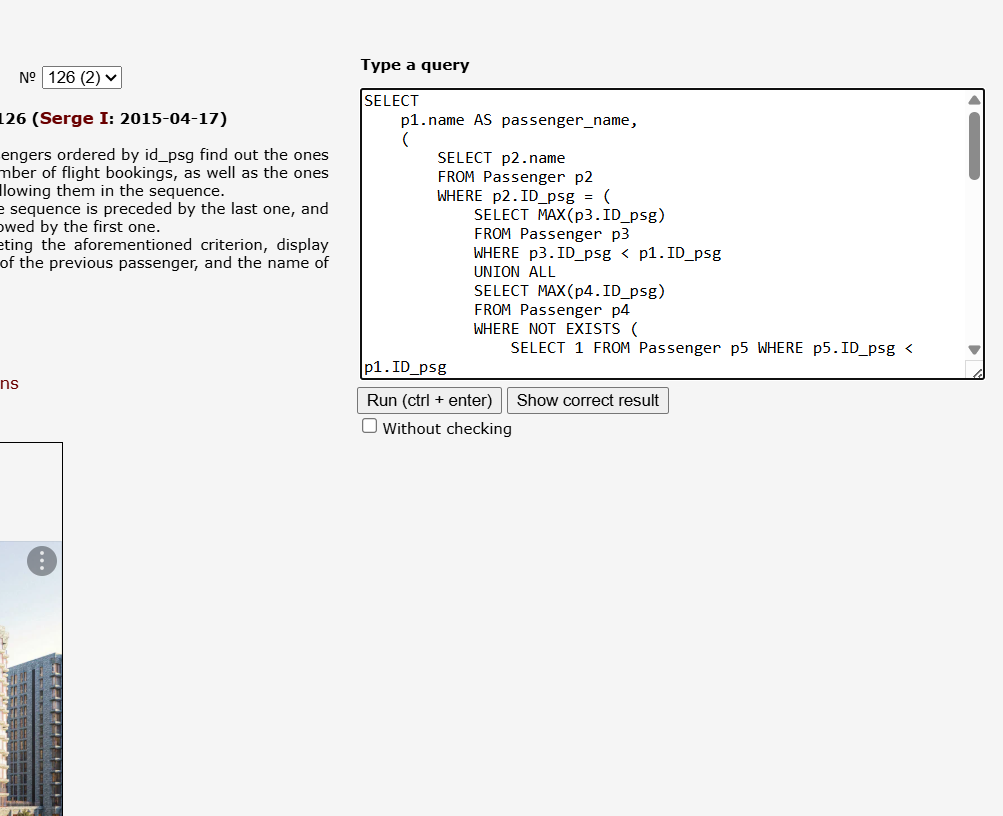 Nº 126 (2)
126 (Serge I: 2015-04-17)
engers ordered by id_psg find out the ones
mber of flight bookings, as well as the ones
llowing them in the sequence.
e sequence is preceded by the last one, and
owed by the first one.
eting the aforementioned criterion, display
of the previous passenger, and the name of
ns
Type a query
SELECT
p1.name AS passenger_name,
(
SELECT p2.name
FROM Passenger p2
WHERE p2.ID_psg = (
SELECT MAX(p3.ID_psg)
FROM Passenger p3
WHERE p3.ID_psg < p1.ID_psg
UNION ALL
SELECT MAX(p4.ID_psg)
FROM Passenger p4
WHERE NOT EXISTS (
SELECT 1 FROM Passenger p5 WHERE p5.ID_psg <
p1.ID_psg
Run (ctrl + enter) Show correct result
Without checking